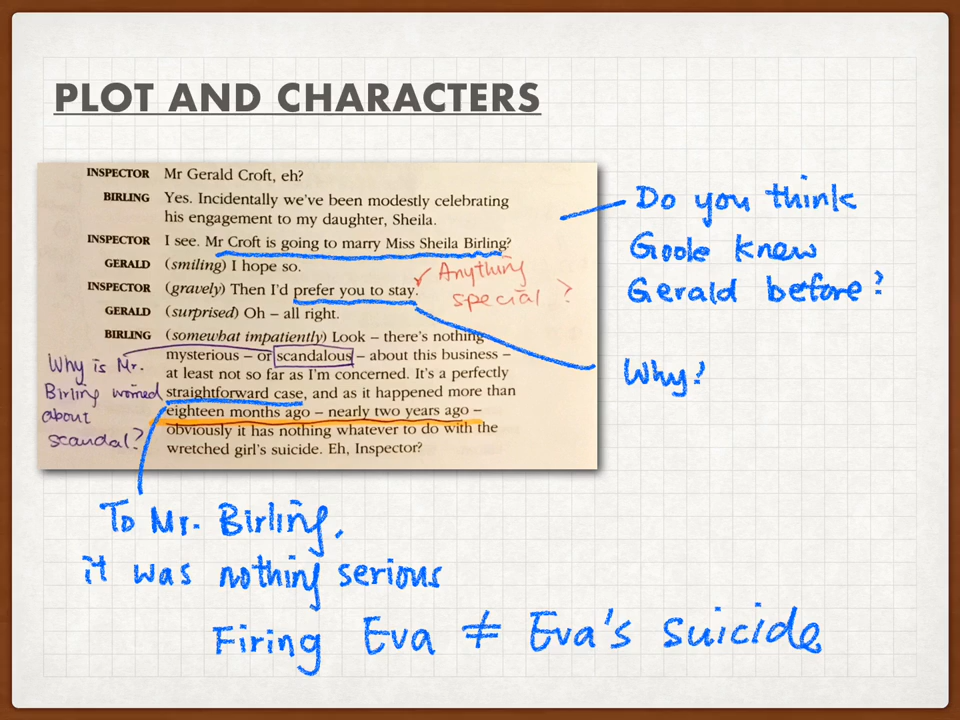 PLOT AND CHARACTERS
INSPECTOR Mr Gerald Croft, eh?
BIRLING Yes. Incidentally we've been modestly celebrating
his engagement to my daughter, Sheila.
INSPECTOR I see. Mr Croft is going to marry Miss Sheila Birling?
GERALD (smiling) I hope so.
INSPECTOR (gravely) Then I'd prefer you to stay.
GERALD (surprised) Oh – all right.
BIRLING (somewhat impatiently) Look – there's nothing
mysterious – or scandalous – about this business –
at least not so far as I'm concerned. It's a perfectly
straightforward case, and as it happened more than
eighteen months ago – nearly two years ago –
obviously it has nothing whatever to do with the
wretched girl's suicide. Eh, Inspector?
Anything
special?
Why is Mr.
Birling worried
about
scandal?
Do you think
Goole knew
Gerald before?
Why?
To Mr. Birling,
it was nothing serious
Firing Eva ≠ Eva's suicide